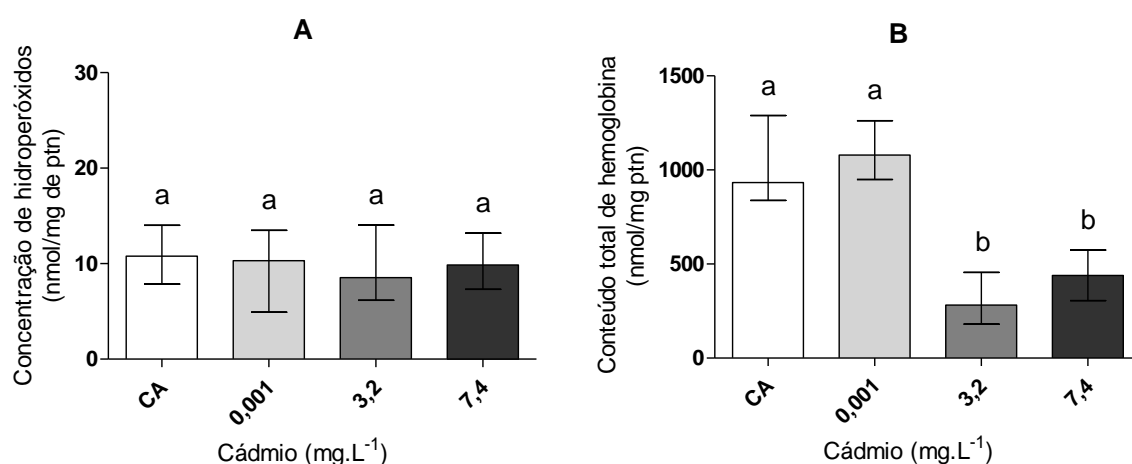 A
Concentração de hidroperóxidos
(nmol/mg de ptn)
30
20
10
0
a
a
a
a
CA
0,001
3,2
7,4
Cádmio (mg.L⁻¹)
B
Conteúdo total de hemoglobina
(nmol/mg ptn)
1500
1000
500
0
a
a
b
b
CA
0,001
3,2
7,4
Cádmio (mg.L⁻¹)